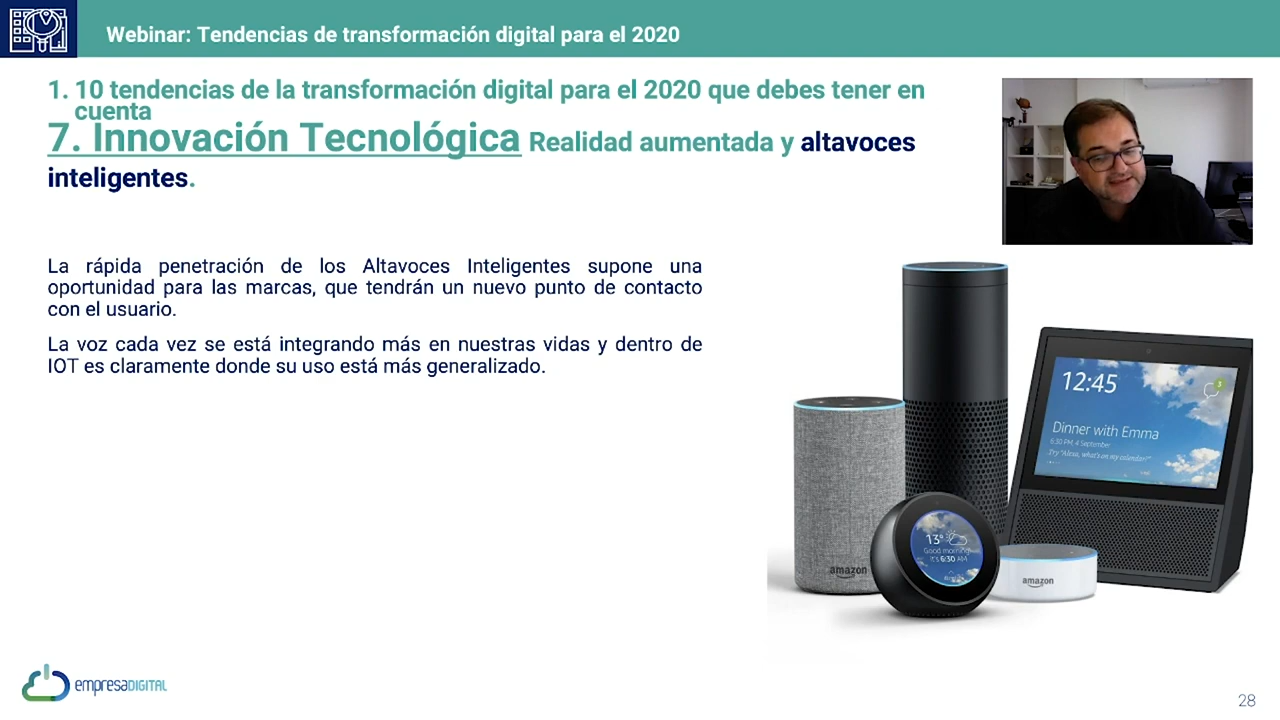 Webinar: Tendencias de transformación digital para el 2020
1. 10 tendencias de la transformación digital para el 2020 que debes tener en
cuenta
7. Innovación Tecnológica Realidad aumentada y altavoces
inteligentes.
La rápida penetración de los Altavoces Inteligentes supone una
oportunidad para las marcas, que tendrán un nuevo punto de contacto
con el usuario.
La voz cada vez se está integrando más en nuestras vidas y dentro de
IOT es claramente donde su uso está más generalizado.
12:45
3
Dinner with Emma
6:30 PM, 4 September
Try "Alexa, what's on my calendar?"
13°
Good morning
It's 6:30 AM
amazon
amazon
empresaDIGITAL
28